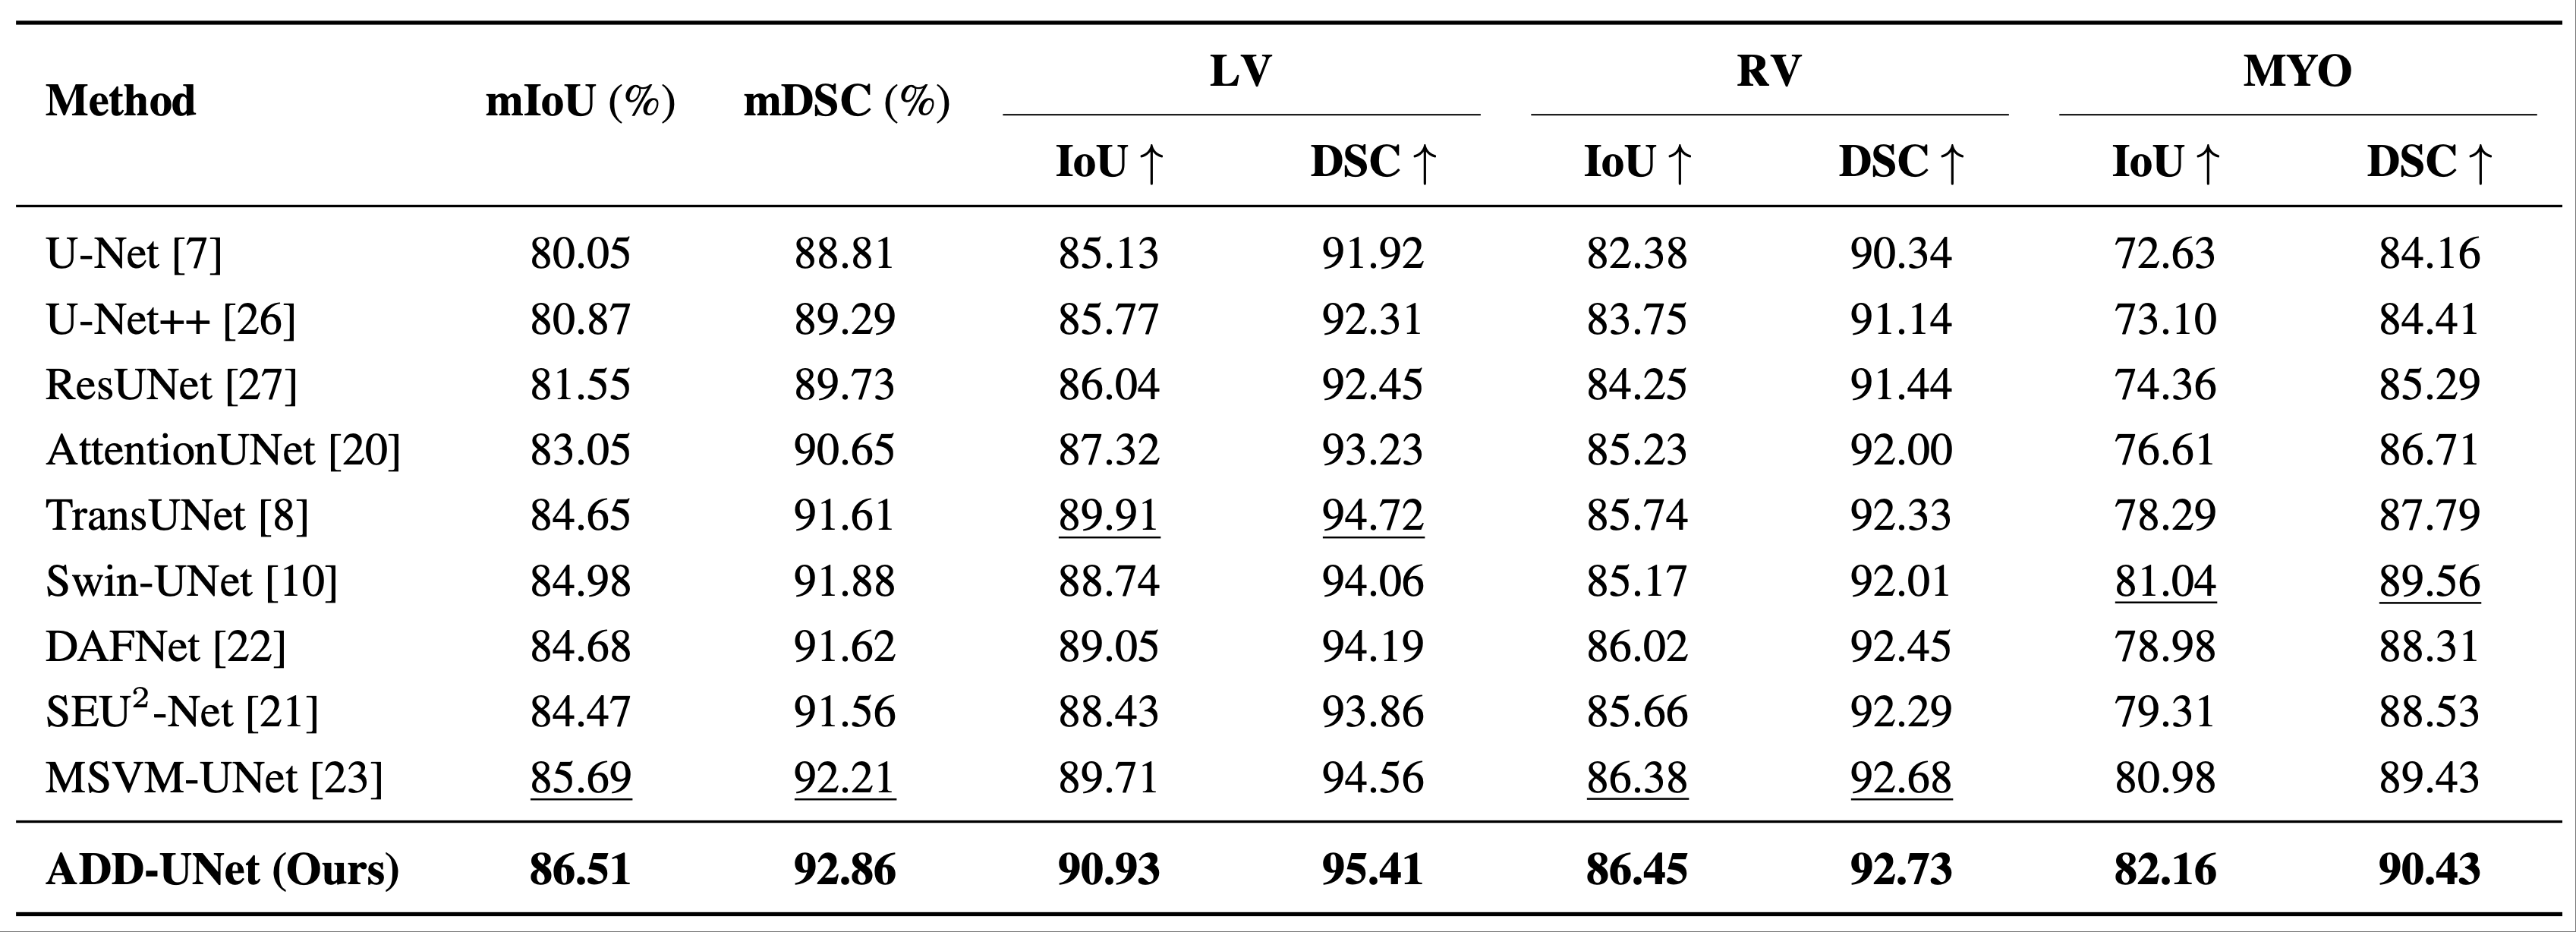 Method mIoU (%) mDSC (%) LV RV MYO
IoU ↑ DSC ↑ IoU ↑ DSC ↑ IoU ↑ DSC ↑
U-Net [7] 80.05 88.81 85.13 91.92 82.38 90.34 72.63 84.16
U-Net++ [26] 80.87 89.29 85.77 92.31 83.75 91.14 73.10 84.41
ResUNet [27] 81.55 89.73 86.04 92.45 84.25 91.44 74.36 85.29
AttentionUNet [20] 83.05 90.65 87.32 93.23 85.23 92.00 76.61 86.71
TransUNet [8] 84.65 91.61 89.91 94.72 85.74 92.33 78.29 87.79
Swin-UNet [10] 84.98 91.88 88.74 94.06 85.17 92.01 81.04 89.56
DAFNet [22] 84.68 91.62 89.05 94.19 86.02 92.45 78.98 88.31
SEU²-Net [21] 84.47 91.56 88.43 93.86 85.66 92.29 79.31 88.53
MSVM-UNet [23] 85.69 92.21 89.71 94.56 86.38 92.68 80.98 89.43
ADD-UNet (Ours) 86.51 92.86 90.93 95.41 86.45 92.73 82.16 90.43